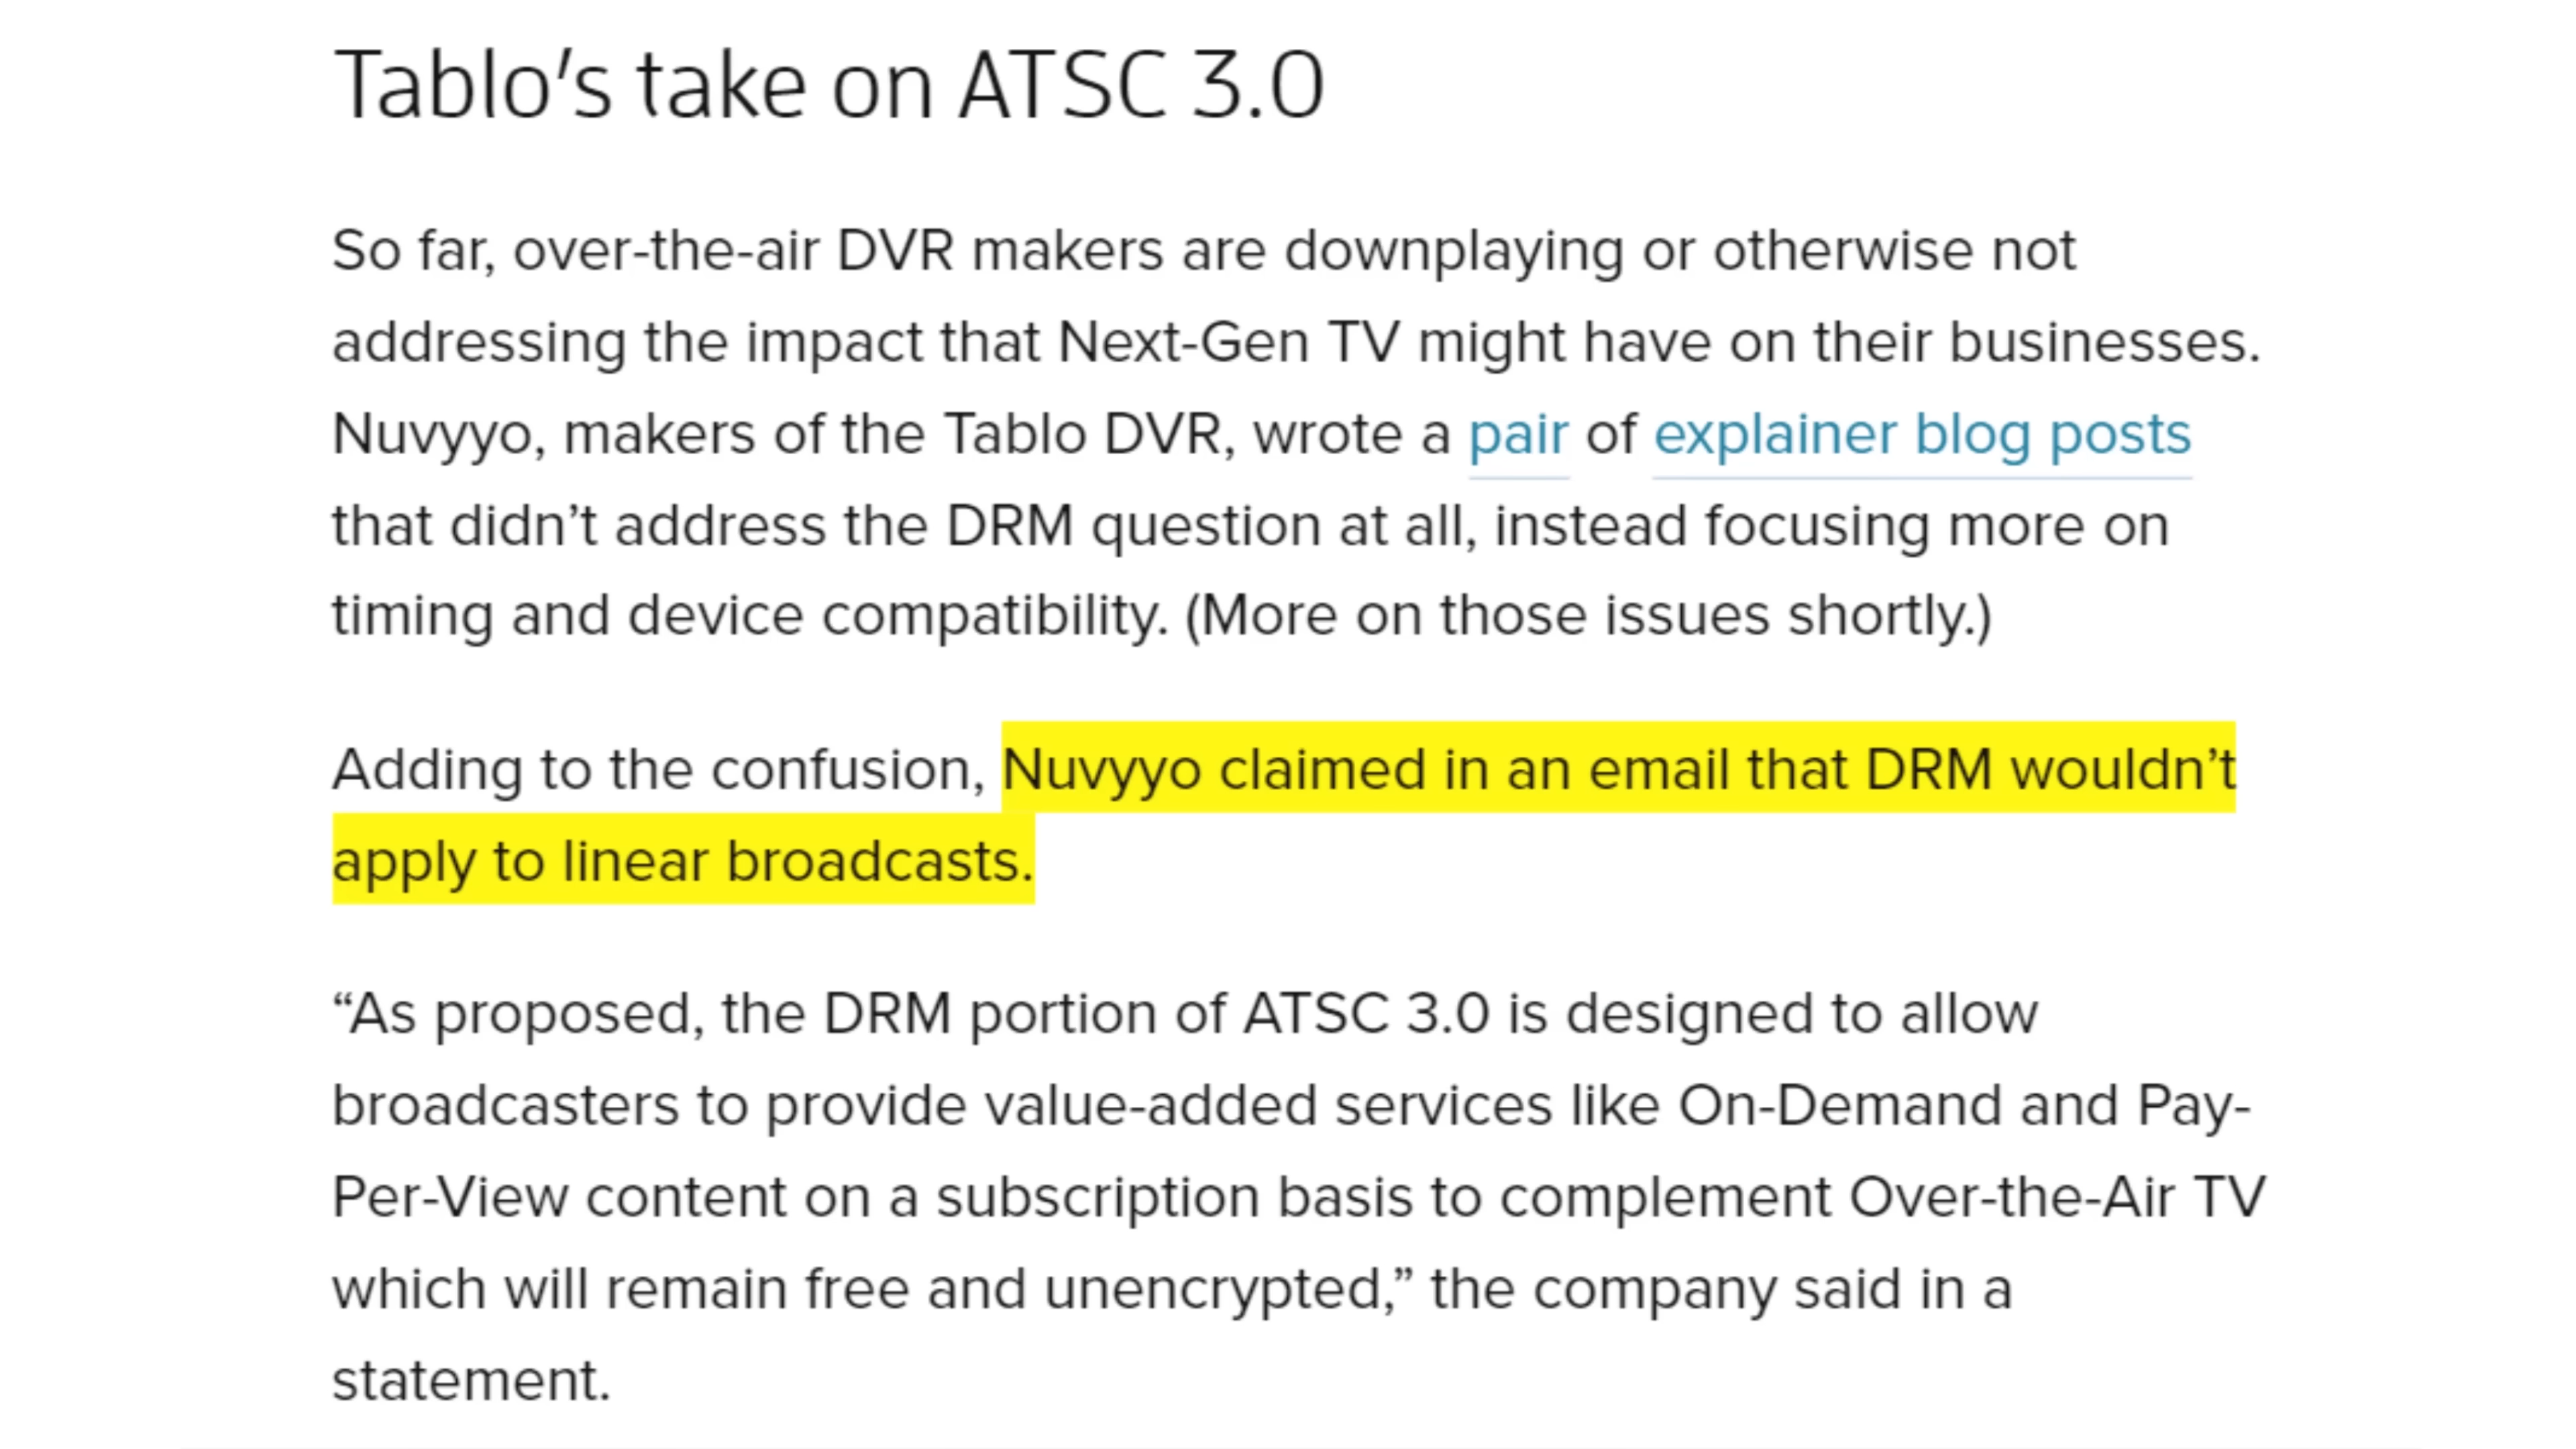 Tablo's take on ATSC 3.0
So far, over-the-air DVR makers are downplaying or otherwise not
addressing the impact that Next-Gen TV might have on their businesses.
Nuvyyo, makers of the Tablo DVR, wrote a pair of explainer blog posts
that didn’t address the DRM question at all, instead focusing more on
timing and device compatibility. (More on those issues shortly.)
Adding to the confusion, Nuvyyo claimed in an email that DRM wouldn’t
apply to linear broadcasts.
“As proposed, the DRM portion of ATSC 3.0 is designed to allow
broadcasters to provide value-added services like On-Demand and Pay-
Per-View content on a subscription basis to complement Over-the-Air TV
which will remain free and unencrypted,” the company said in a
statement.